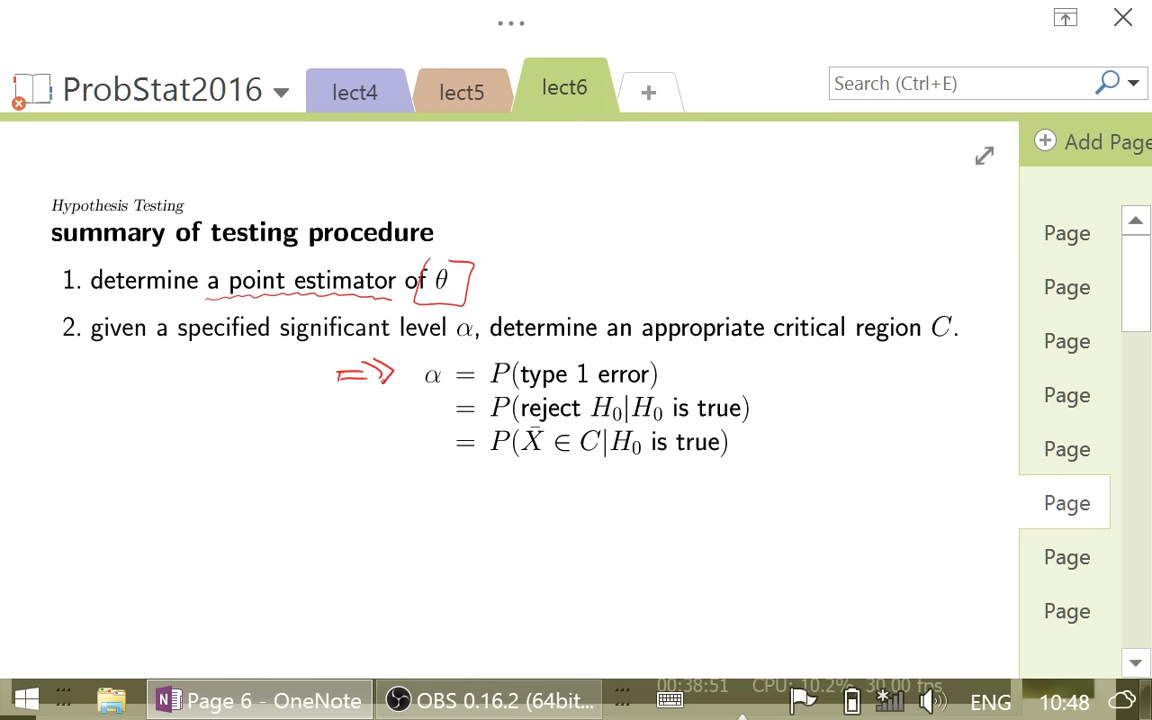 ...
ProbStat2016
lect4
lect5
lect6
+
Search (Ctrl+E)
Add Page
Hypothesis Testing
summary of testing procedure
1. determine a point estimator of θ
2. given a specified significant level α, determine an appropriate critical region C.
α = P(type 1 error)
= P(reject H₀|H₀ is true)
= P(X̄ ∈ C|H₀ is true)
Page
Page
Page
Page
Page
Page
Page
Page
00:38:51 CPU: 10.2%, 30.00 fps
Page 6 - OneNote
OBS 0.16.2 (64bit...
ENG
10:48